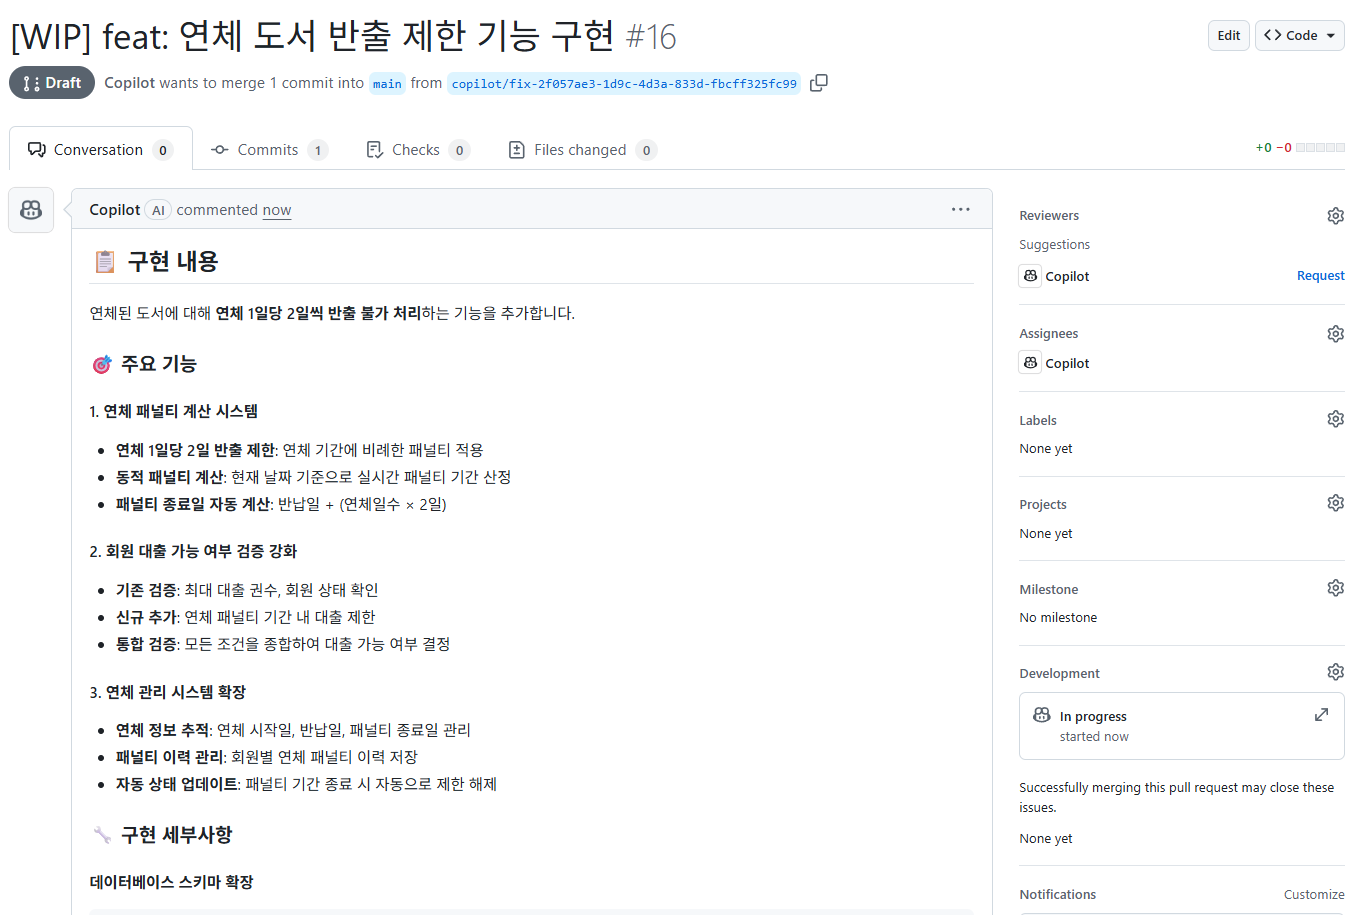 [WIP] feat: 연체 도서 반출 제한 기능 구현 #16
Edit
Code
Draft
Copilot wants to merge 1 commit into main from copilot/fix-2f057ae3-1d9c-4d3a-833d-fbcff325fc99
Conversation 0
Commits 1
Checks 0
Files changed 0
+0 −0
Copilot AI commented now
구현 내용
연체된 도서에 대해 연체 1일당 2일씩 반출 불가 처리하는 기능을 추가합니다.
주요 기능
1. 연체 패널티 계산 시스템
• 연체 1일당 2일 반출 제한: 연체 기간에 비례한 패널티 적용
• 동적 패널티 계산: 현재 날짜 기준으로 실시간 패널티 기간 산정
• 패널티 종료일 자동 계산: 반납일 + (연체일수 × 2일)
2. 회원 대출 가능 여부 검증 강화
• 기존 검증: 최대 대출 권수, 회원 상태 확인
• 신규 추가: 연체 패널티 기간 내 대출 제한
• 통합 검증: 모든 조건을 종합하여 대출 가능 여부 결정
3. 연체 관리 시스템 확장
• 연체 정보 추적: 연체 시작일, 반납일, 패널티 종료일 관리
• 패널티 이력 관리: 회원별 연체 패널티 이력 저장
• 자동 상태 업데이트: 패널티 기간 종료 시 자동으로 제한 해제
구현 세부사항
데이터베이스 스키마 확장
Reviewers
Suggestions
Copilot
Request
Assignees
Copilot
Labels
None yet
Projects
None yet
Milestone
No milestone
Development
In progress
started now
Successfully merging this pull request may close these
issues.
None yet
Notifications
Customize